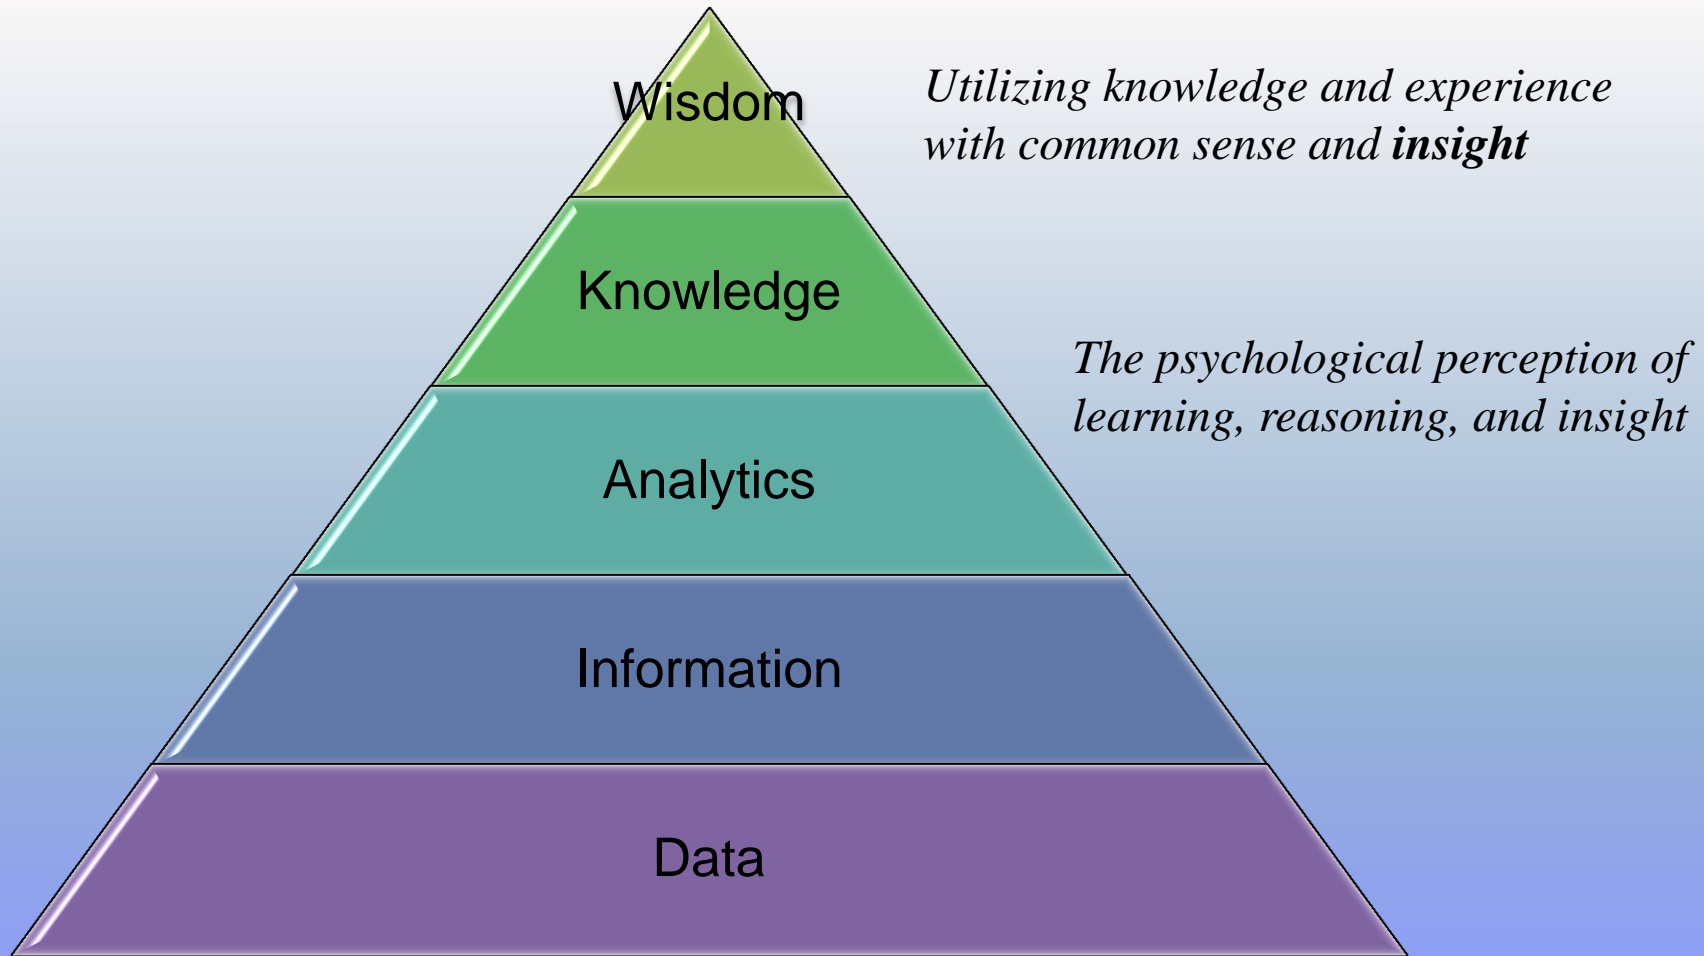 Wisdom
Utilizing knowledge and experience
with common sense and insight
Knowledge
The psychological perception of
learning, reasoning, and insight
Analytics
Information
Data